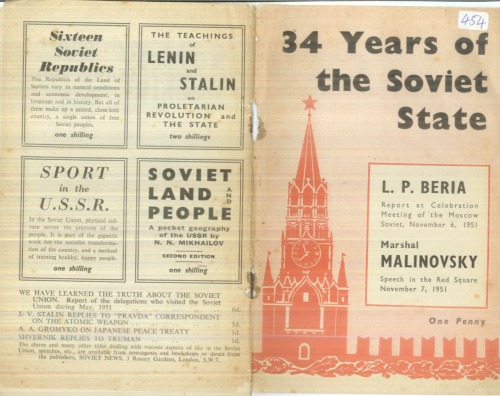 Sixteen
Soviet
Republics
The Republics of the Land of
Soviets vary in natural conditions
and economic development, in
language and in history. But all of
them make up a united, close-knit
country, a single union of free
Soviet peoples.
one shilling
THE TEACHINGS
of
LENIN
and
STALIN
on
PROLETARIAN
REVOLUTION and
THE STATE
two shillings
SPORT
in the
U.S.S.R.
In the Soviet Union, physical cul-
ture serves the interests of the
people. It is part of the gigantic
work for the socialist transforma-
tion of the country, and a method
of training healthy, happy people.
one shilling
SOVIET
LAND AND
PEOPLE
A pocket geography
of the USSR by
N. N. MIKHAILOV
SECOND EDITION
one shilling
WE HAVE LEARNED THE TRUTH ABOUT THE SOVIET
UNION. Report of the delegations who visited the Soviet
Union during May, 1951 6d.
J. V. STALIN REPLIES TO "PRAVDA" CORRESPONDENT
ON THE ATOMIC WEAPON . . 1d.
A. A. GROMYKO ON JAPANESE PEACE TREATY . 1d.
SHVERNIK REPLIES TO TRUMAN . . 1d.
The above and many other titles dealing with various aspects of life in the Soviet
Union, speeches, etc., are available from newsagents and bookshops or direct from
the publishers, SOVIET NEWS, 3 Rosary Gardens, London, S.W.7.
454
34 Years of
the Soviet
State
L. P. BERIA
Report at Celebration
Meeting of the Moscow
Soviet, November 6, 1951
Marshal
MALINOVSKY
Speech in the Red Square
November 7, 1951
One Penny